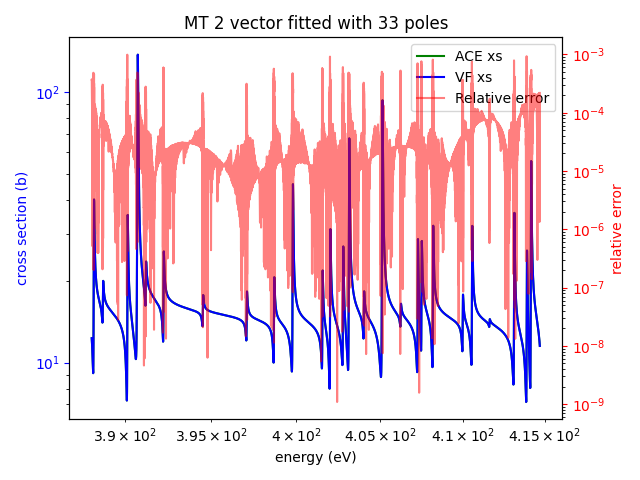 MT 2 vector fitted with 33 poles
ACE xs
VF xs
Relative error
cross section (b)
10²
10¹
relative error
10⁻³
10⁻⁴
10⁻⁵
10⁻⁶
10⁻⁷
10⁻⁸
10⁻⁹
3.9 × 10² 3.95 × 10² 4 × 10² 4.05 × 10² 4.1 × 10² 4.15 × 10²
energy (eV)